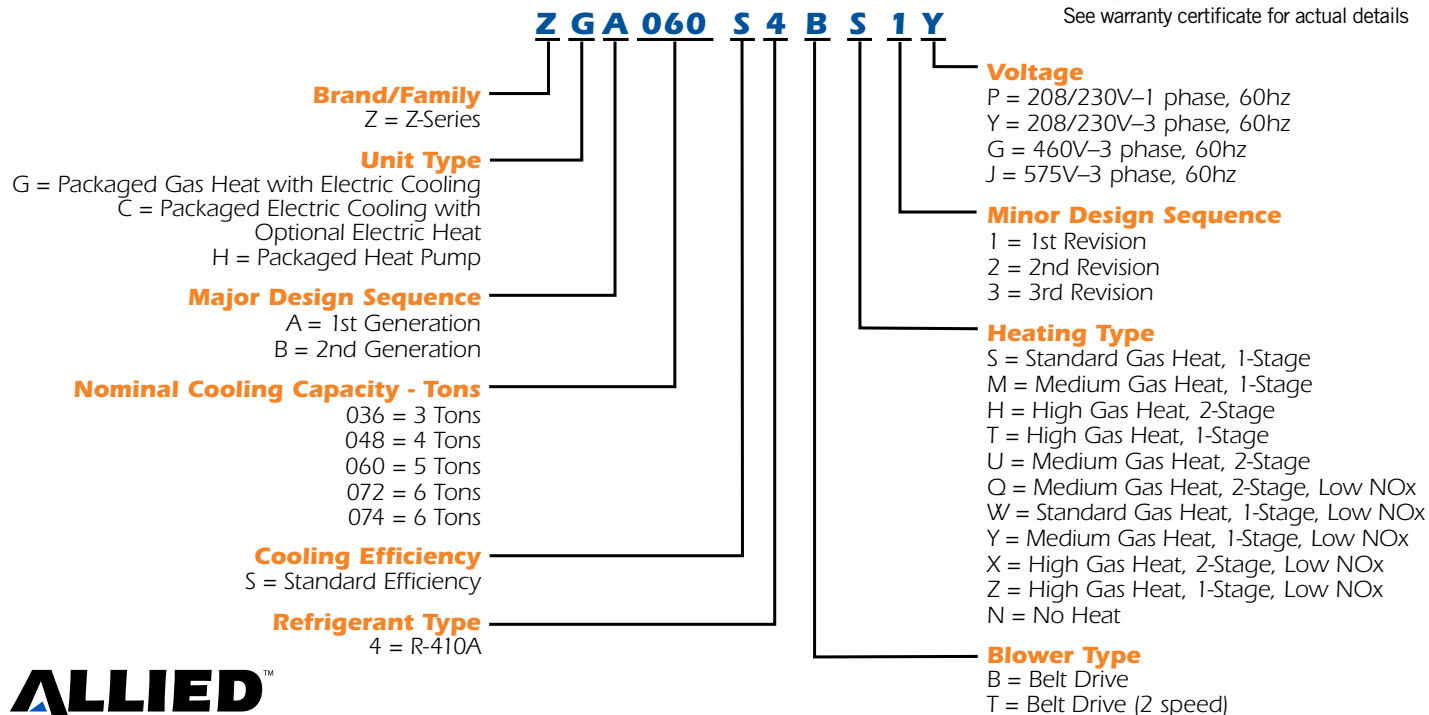 See warranty certificate for actual details
Z G A 060 S 4 B S 1 Y
Brand/Family
Z = Z-Series
Unit Type
G = Packaged Gas Heat with Electric Cooling
C = Packaged Electric Cooling with
Optional Electric Heat
H = Packaged Heat Pump
Major Design Sequence
A = 1st Generation
B = 2nd Generation
Nominal Cooling Capacity - Tons
036 = 3 Tons
048 = 4 Tons
060 = 5 Tons
072 = 6 Tons
074 = 6 Tons
Cooling Efficiency
S = Standard Efficiency
Refrigerant Type
4 = R-410A
ALLIED™
Voltage
P = 208/230V–1 phase, 60hz
Y = 208/230V–3 phase, 60hz
G = 460V–3 phase, 60hz
J = 575V–3 phase, 60hz
Minor Design Sequence
1 = 1st Revision
2 = 2nd Revision
3 = 3rd Revision
Heating Type
S = Standard Gas Heat, 1-Stage
M = Medium Gas Heat, 1-Stage
H = High Gas Heat, 2-Stage
T = High Gas Heat, 1-Stage
U = Medium Gas Heat, 2-Stage
Q = Medium Gas Heat, 2-Stage, Low NOx
W = Standard Gas Heat, 1-Stage, Low NOx
Y = Medium Gas Heat, 1-Stage, Low NOx
X = High Gas Heat, 2-Stage, Low NOx
Z = High Gas Heat, 1-Stage, Low NOx
N = No Heat
Blower Type
B = Belt Drive
T = Belt Drive (2 speed)